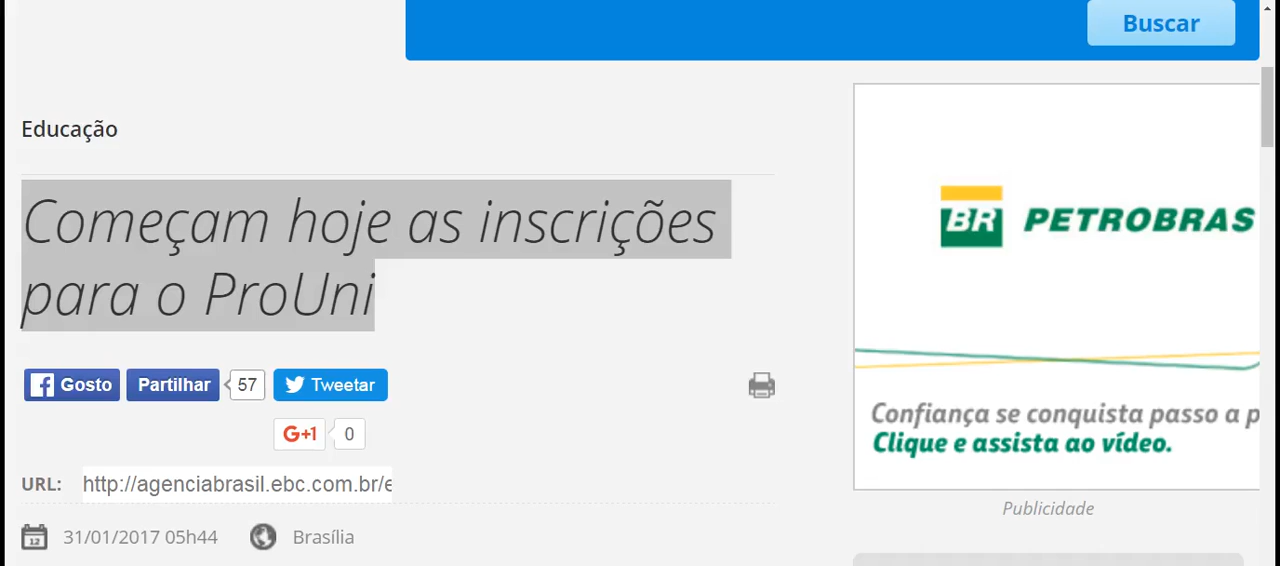 Buscar
Educação
Começam hoje as inscrições
para o ProUni
Gosto Partilhar 57 Tweetar
G+1 0
URL: http://agenciabrasil.ebc.com.br/e
12 31/01/2017 05h44 Brasília
BR PETROBRAS
Confiança se conquista passo a p
Clique e assista ao vídeo.
Publicidade